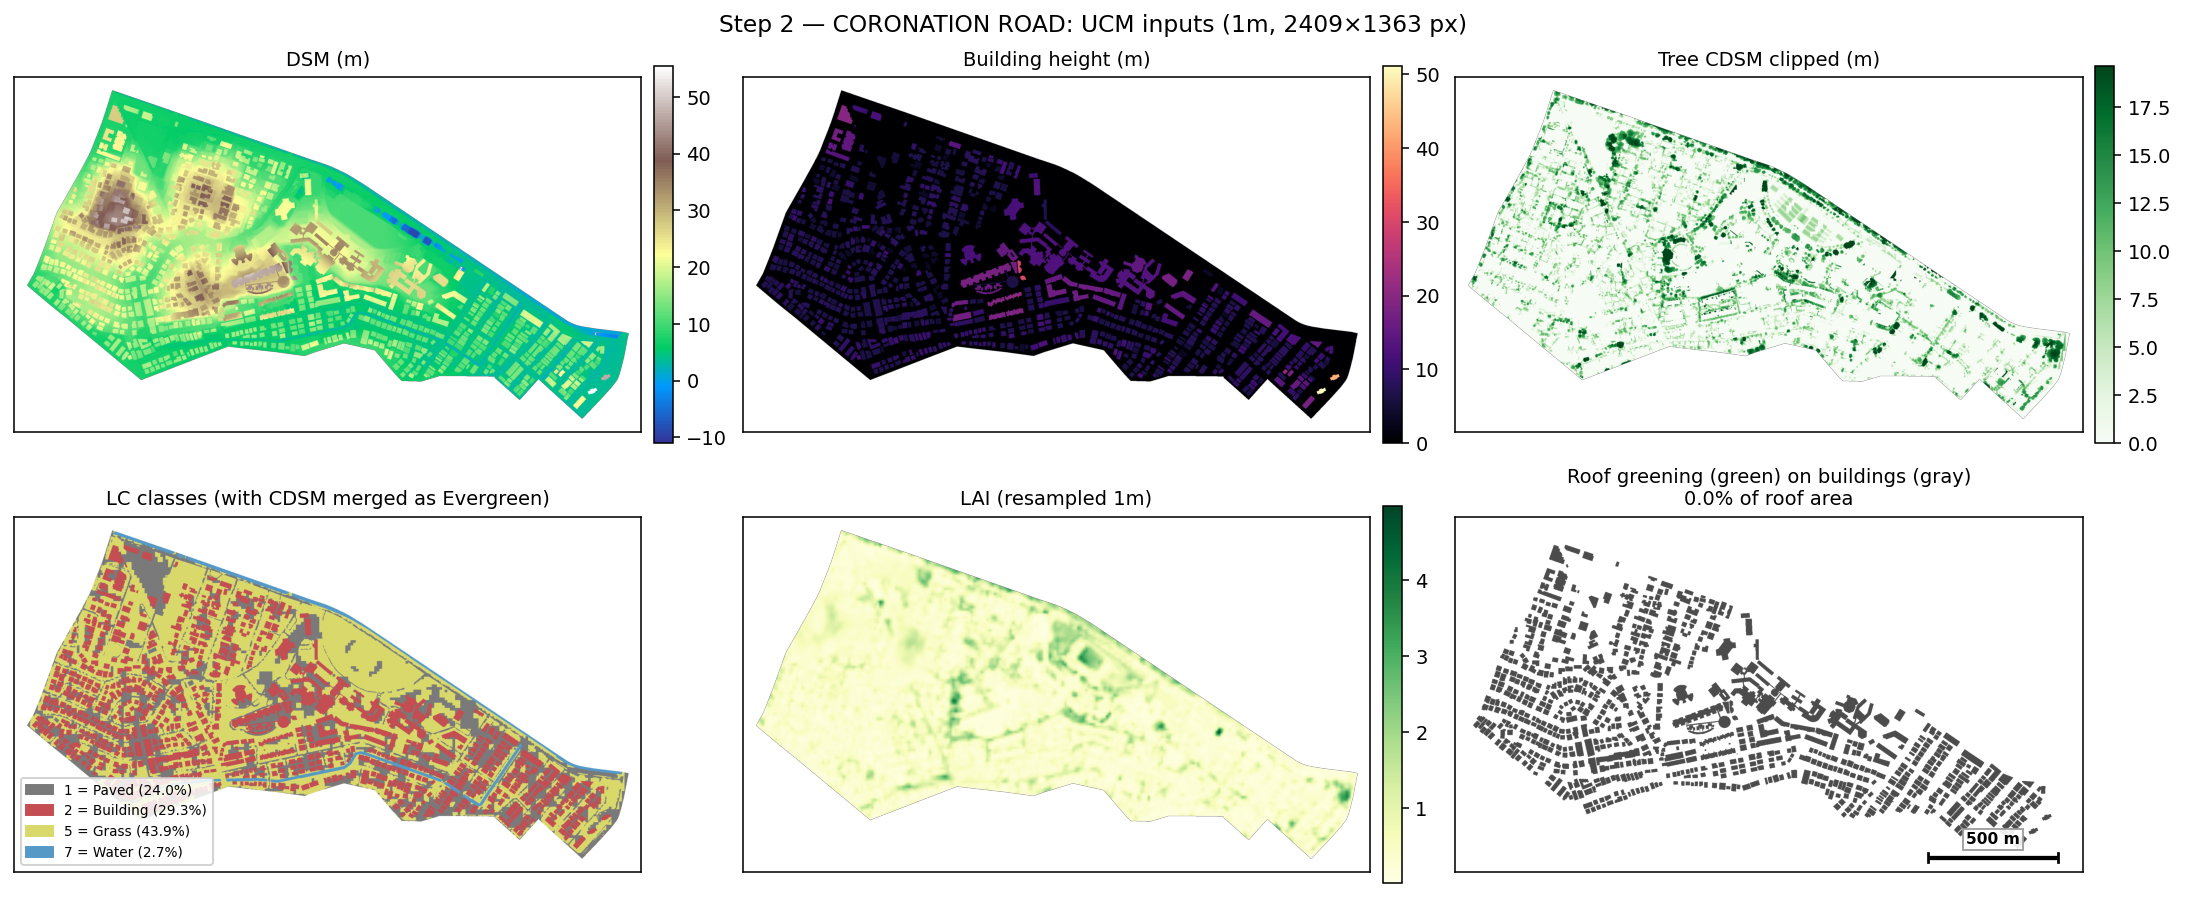 Step 2 — CORONATION ROAD: UCM inputs (1m, 2409×1363 px)
DSM (m)
50
40
30
20
10
0
−10
Building height (m)
50
40
30
20
10
0
Tree CDSM clipped (m)
17.5
15.0
12.5
10.0
7.5
5.0
2.5
0.0
LC classes (with CDSM merged as Evergreen)
1 = Paved (24.0%)
2 = Building (29.3%)
5 = Grass (43.9%)
7 = Water (2.7%)
LAI (resampled 1m)
4
3
2
1
Roof greening (green) on buildings (gray)
0.0% of roof area
500 m